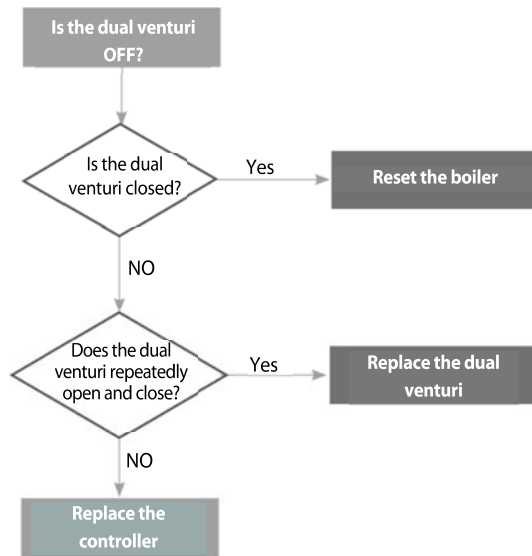 Is the dual venturi
OFF?
Is the dual
venturi closed?
Yes
Reset the boiler
NO
Does the dual
venturi repeatedly
open and close?
Yes
Replace the dual
venturi
NO
Replace the
controller